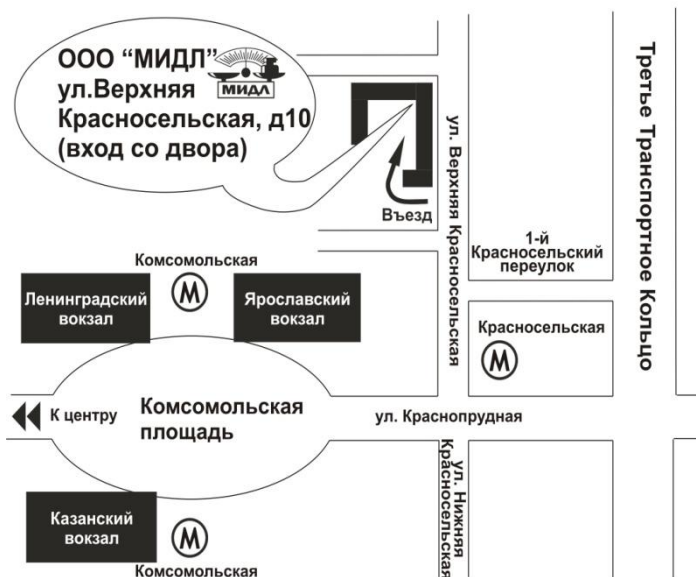 ООО “МИДЛ”
ул.Верхняя
Красносельская, д10
(вход со двора)
МИДЛ
Въезд
ул. Верхняя Красносельская
Третье Транспортное Кольцо
1-й
Красносельский
переулок
Комсомольская
М
Ленинградский
вокзал
Ярославский
вокзал
Красносельская
М
К центру
Комсомольская
площадь
ул. Краснопрудная
ул. Нижняя
Красносельская
Казанский
вокзал
М
Комсомольская